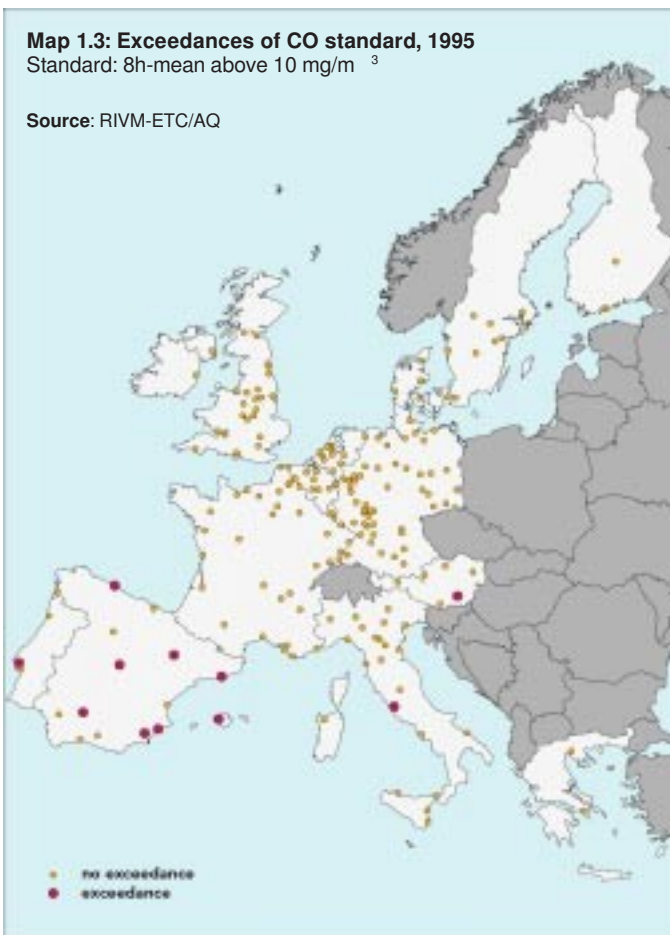 Map 1.3: Exceedances of CO standard, 1995
Standard: 8h-mean above 10 mg/m 3
Source: RIVM-ETC/AQ
no exceedance
exceedance